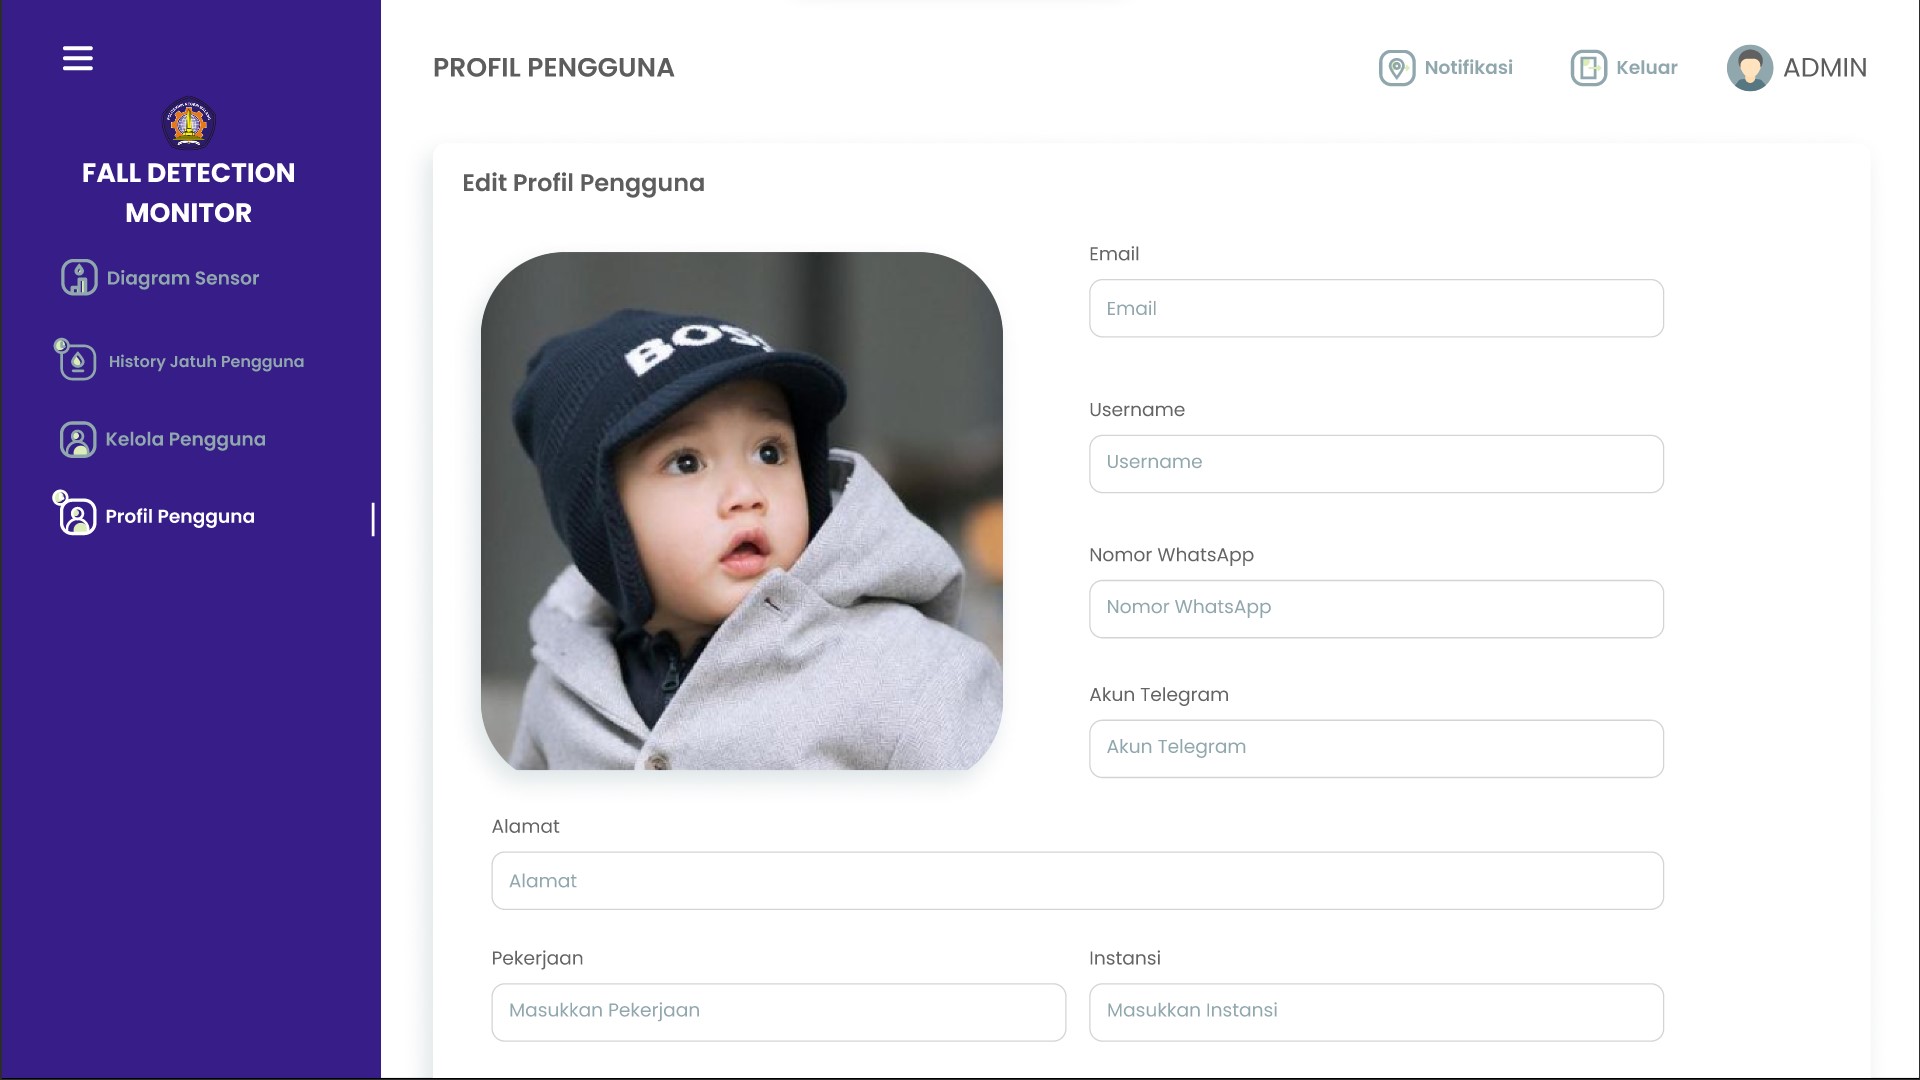 PROFIL PENGGUNA
Notifikasi
Keluar
ADMIN
FALL DETECTION
MONITOR
Diagram Sensor
History Jatuh Pengguna
Kelola Pengguna
Profil Pengguna
Edit Profil Pengguna
BOSS
Email
Email
Username
Username
Nomor WhatsApp
Nomor WhatsApp
Akun Telegram
Akun Telegram
Alamat
Alamat
Pekerjaan
Masukkan Pekerjaan
Instansi
Masukkan Instansi